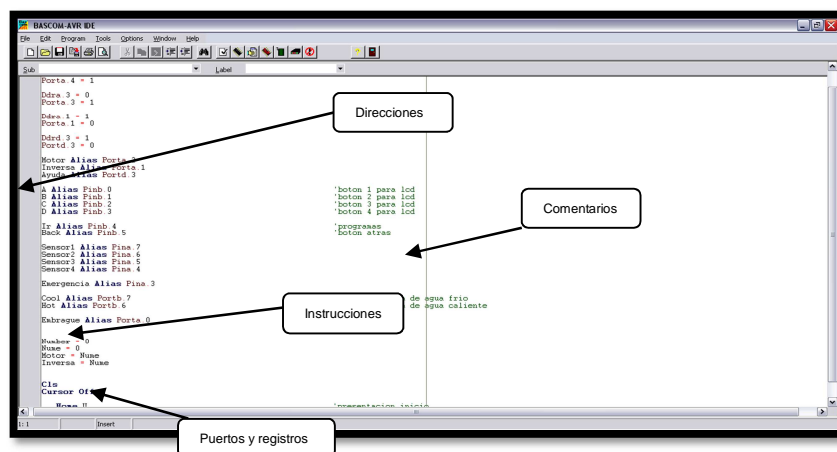 BASCOM-AVR IDE
File Edit Program Tools Options Window Help
Sub Label
Porta.4 = 1
Ddra.3 = 0
Porta.3 = 1
Ddra.1 = 1
Porta.1 = 0
Ddrd.3 = 1
Portd.3 = 0
Direcciones
Motor Alias
Inversa Alias Porta.1
Ayuda Alias Portd.3
A Alias Pinb.0 'boton 1 para lcd
B Alias Pinb.1 'boton 2 para lcd
C Alias Pinb.2 'boton 3 para lcd
D Alias Pinb.3 'boton 4 para lcd
Comentarios
Ir Alias Pinb.4 'programas
Back Alias Pinb.5 'boton atras
Sensor1 Alias Pina.7
Sensor2 Alias Pina.6
Sensor3 Alias Pina.5
Sensor4 Alias Pina.4
Emergencia Alias Pina.3
Cool Alias Portb.7 de agua frio
Hot Alias Portb.6 de agua caliente
Instrucciones
Embrague Alias Porta.0
Number = 0
Nume = 0
Motor = Nume
Inversa = Nume
Cls
Cursor
Home U 'presentacion inicio
1: 1 Insert
Puertos y registros